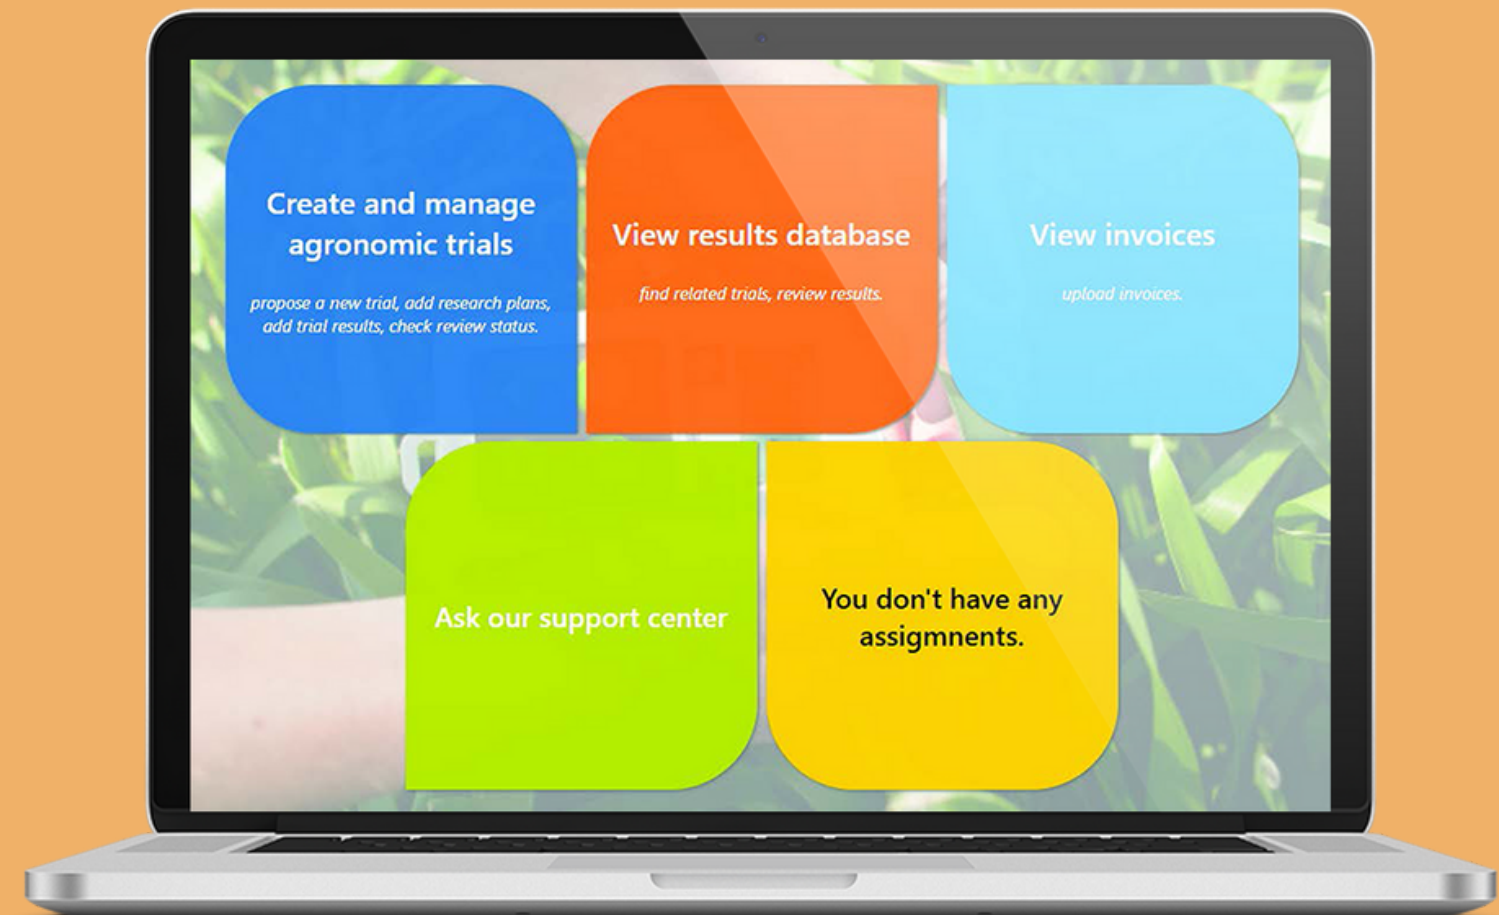 Create and manage
agronomic trials
propose a new trial, add research plans,
add trial results, check review status.
View results database
find related trials, review results.
View invoices
upload invoices.
Ask our support center
You don't have any
assigmnents.